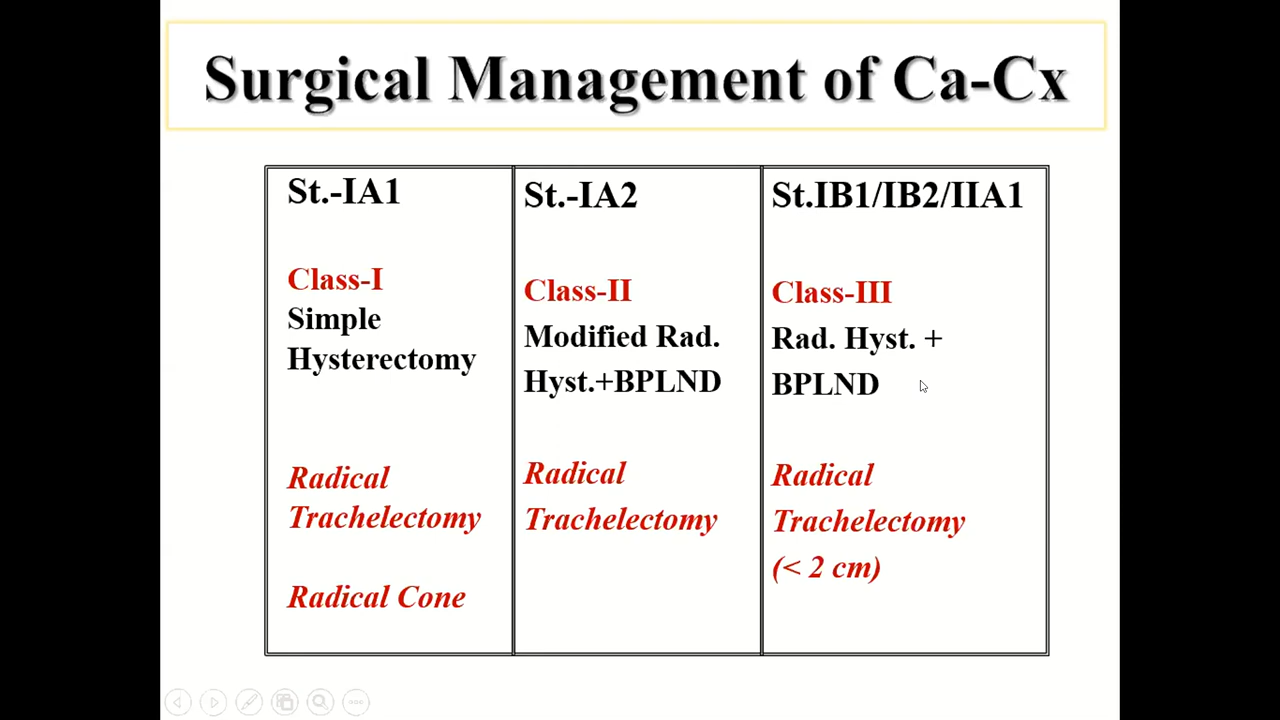 Surgical Management of Ca-Cx
St.-IA1
Class-I
Simple
Hysterectomy
Radical
Trachelectomy
Radical Cone
St.-IA2
Class-II
Modified Rad.
Hyst.+BPLND
Radical
Trachelectomy
St.IB1/IB2/IIA1
Class-III
Rad. Hyst. +
BPLND
Radical
Trachelectomy
(< 2 cm)